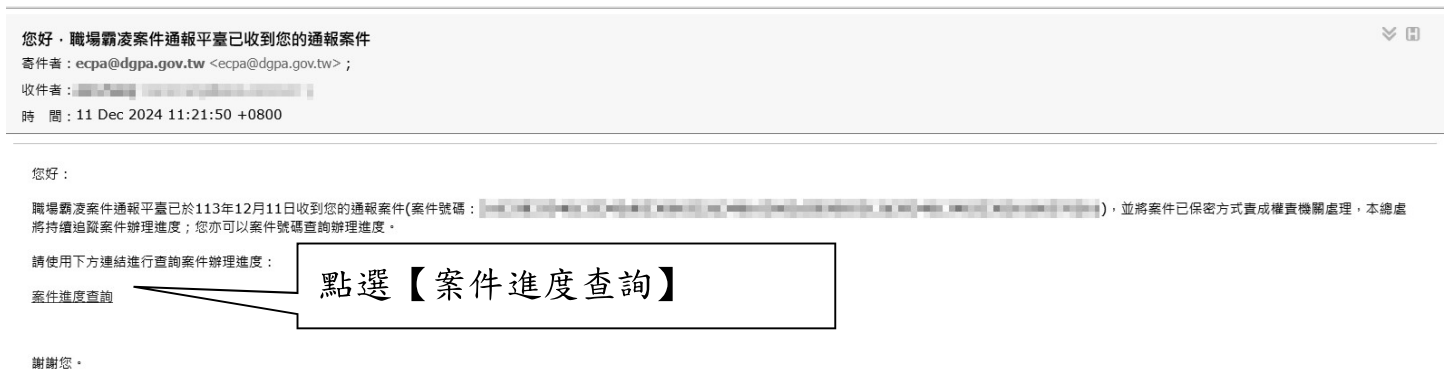 您好，職場霸凌案件通報平臺已收到您的通報案件
寄件者：ecpa@dgpa.gov.tw <ecpa@dgpa.gov.tw>；
收件者：
時　間：11 Dec 2024 11:21:50 +0800
您好：
職場霸凌案件通報平臺已於113年12月11日收到您的通報案件(案件號碼：)，並將案件已保密方式責成權責機關處理，本總處
將持續追蹤案件辦理進度；您亦可以案件號碼查詢辦理進度。
請使用下方連結進行查詢案件辦理進度：
點選【案件進度查詢】
案件進度查詢
謝謝您。